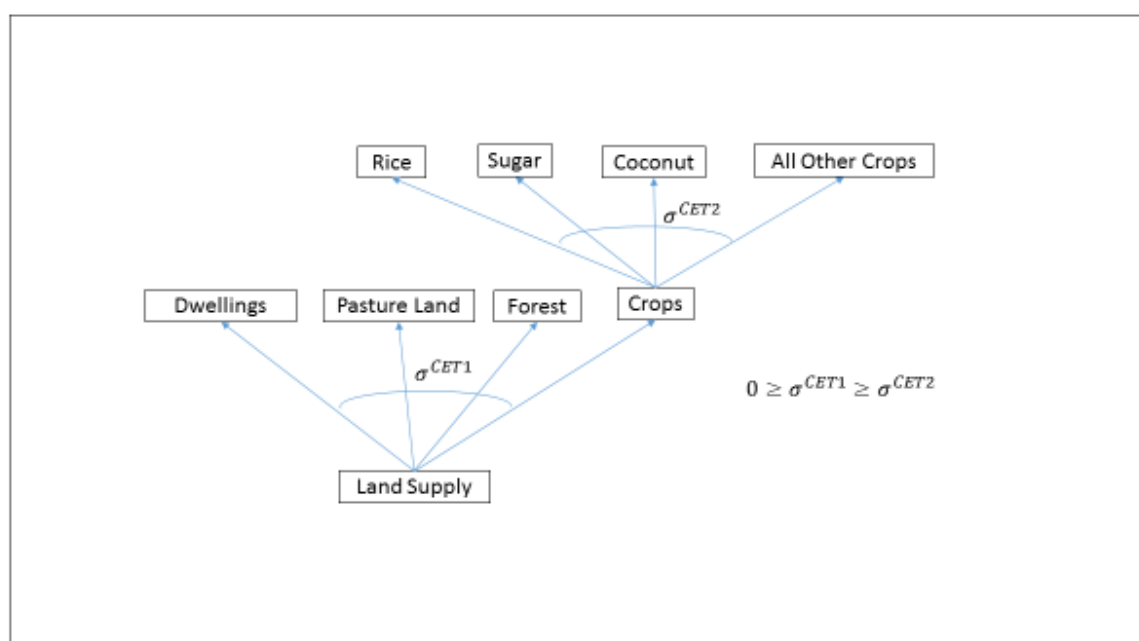 Rice
Sugar
Coconut
All Other Crops
σ^{CET2}
Dwellings
Pasture Land
Forest
Crops
σ^{CET1}
0 ≥ σ^{CET1} ≥ σ^{CET2}
Land Supply